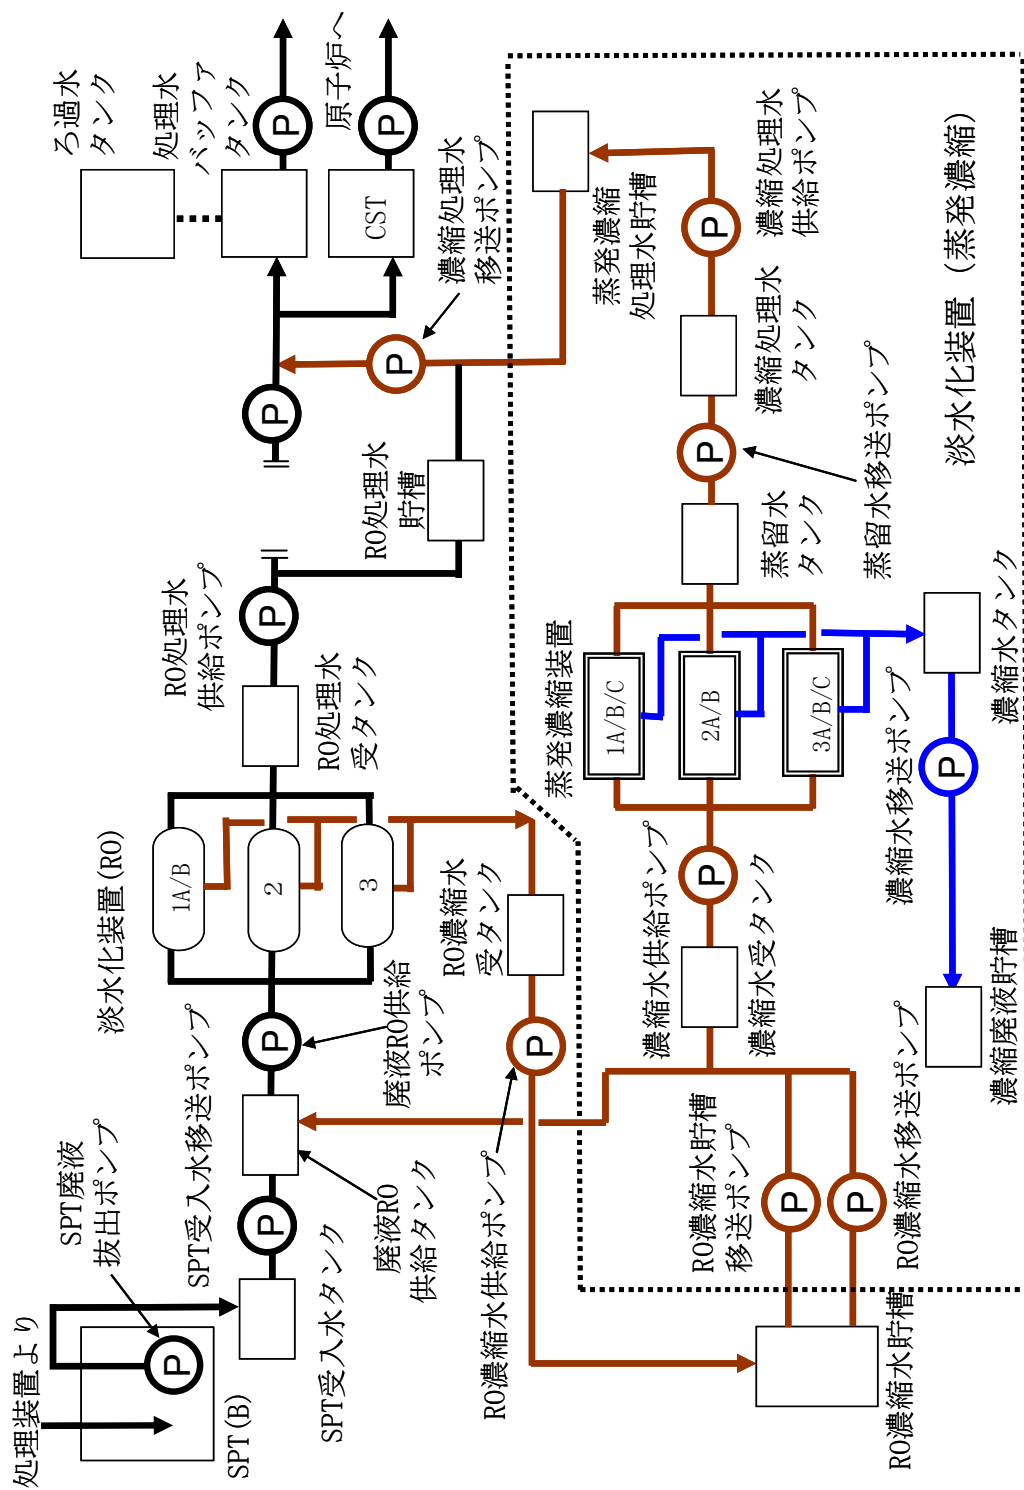 処理装置より
SPT(B)
SPT廃液
抜出ポンプ
P
SPT受入水タンク
SPT受入水移送ポンプ
P
廃液RO
供給タンク
廃液RO供給
ポンプ
P
淡水化装置(RO)
1A/B
2
3
RO処理水
受タンク
RO処理水
供給ポンプ
P
RO処理水
貯槽
P
ろ過水
タンク
処理水
バッファ
タンク
P
CST
原子炉へ
P
濃縮処理水
移送ポンプ
P
RO濃縮水
受タンク
RO濃縮水供給ポンプ
P
RO濃縮水貯槽
RO濃縮水貯槽
移送ポンプ
P
RO濃縮水移送ポンプ
P
濃縮水受タンク
濃縮水供給ポンプ
P
蒸発濃縮装置
1A/B/C
2A/B
3A/B/C
蒸留水
タンク
蒸留水移送ポンプ
P
濃縮処理水
タンク
濃縮処理水
供給ポンプ
P
蒸発濃縮
処理水貯槽
濃縮水タンク
濃縮水移送ポンプ
P
濃縮廃液貯槽
淡水化装置(蒸発濃縮)